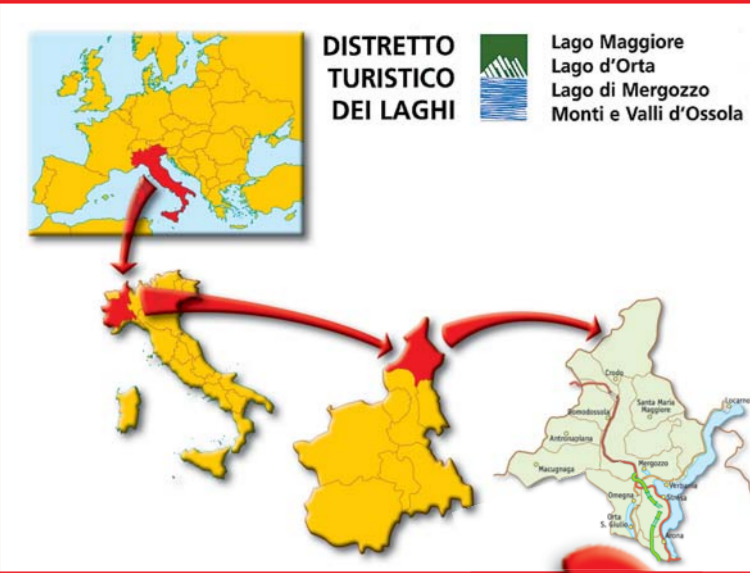 DISTRETTO
TURISTICO
DEI LAGHI
Lago Maggiore
Lago d'Orta
Lago di Mergozzo
Monti e Valli d'Ossola
Crodo
Santa Maria
Maggiore
Locarno
Domodossola
Antronapiana
Macugnaga
Mergozzo
Verbania
Omegna
Stresa
Orta
S. Giulio
Arona